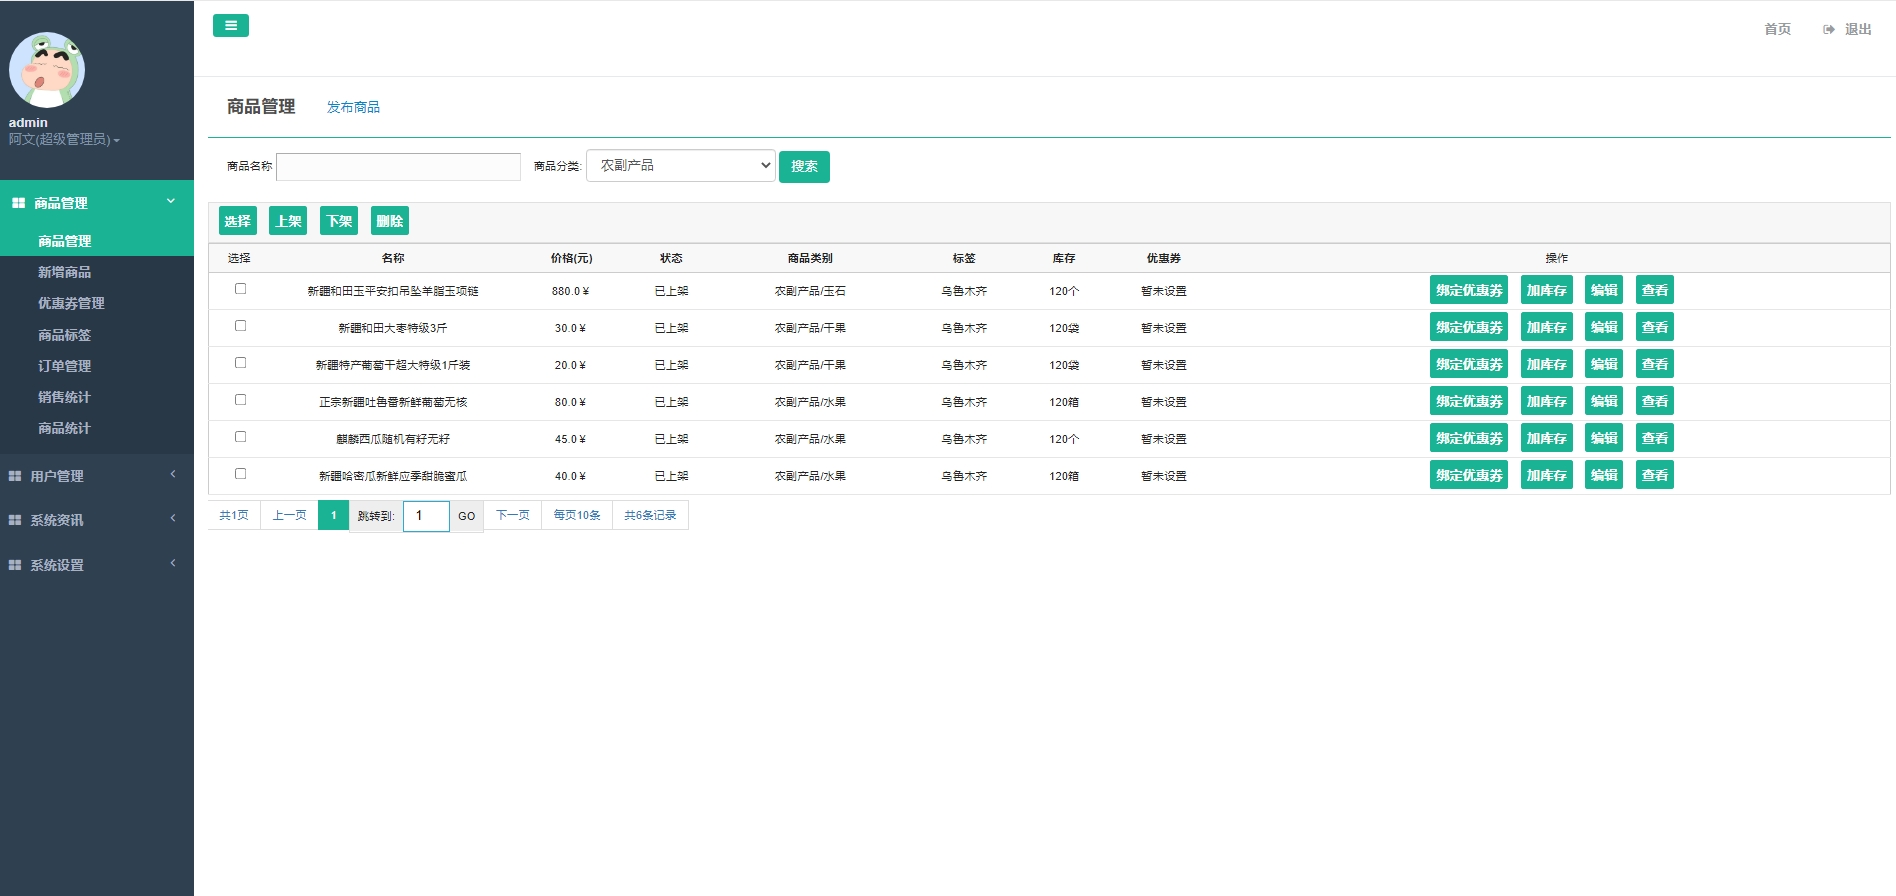 首页 退出
admin
阿文(超级管理员)
商品管理
商品管理
新增商品
优惠券管理
商品标签
订单管理
销售统计
商品统计
用户管理
系统资讯
系统设置
商品管理 发布商品
商品名称 商品分类: 农副产品 搜索
选择 上架 下架 删除
选择 名称 价格(元) 状态 商品类别 标签 库存 优惠券 操作
新疆和田玉平安扣吊坠羊脂玉项链 880.0￥ 已上架 农副产品/玉石 乌鲁木齐 120个 暂未设置 绑定优惠券 加库存 编辑 查看
新疆和田大枣特级3斤 30.0￥ 已上架 农副产品/干果 乌鲁木齐 120袋 暂未设置 绑定优惠券 加库存 编辑 查看
新疆特产葡萄干超大特级1斤装 20.0￥ 已上架 农副产品/干果 乌鲁木齐 120袋 暂未设置 绑定优惠券 加库存 编辑 查看
正宗新疆吐鲁番新鲜葡萄无核 80.0￥ 已上架 农副产品/水果 乌鲁木齐 120箱 暂未设置 绑定优惠券 加库存 编辑 查看
麒麟西瓜随机有籽无籽 45.0￥ 已上架 农副产品/水果 乌鲁木齐 120个 暂未设置 绑定优惠券 加库存 编辑 查看
新疆哈密瓜新鲜应季甜脆蜜瓜 40.0￥ 已上架 农副产品/水果 乌鲁木齐 120箱 暂未设置 绑定优惠券 加库存 编辑 查看
共1页 上一页 1 跳转到: 1 GO 下一页 每页10条 共6条记录